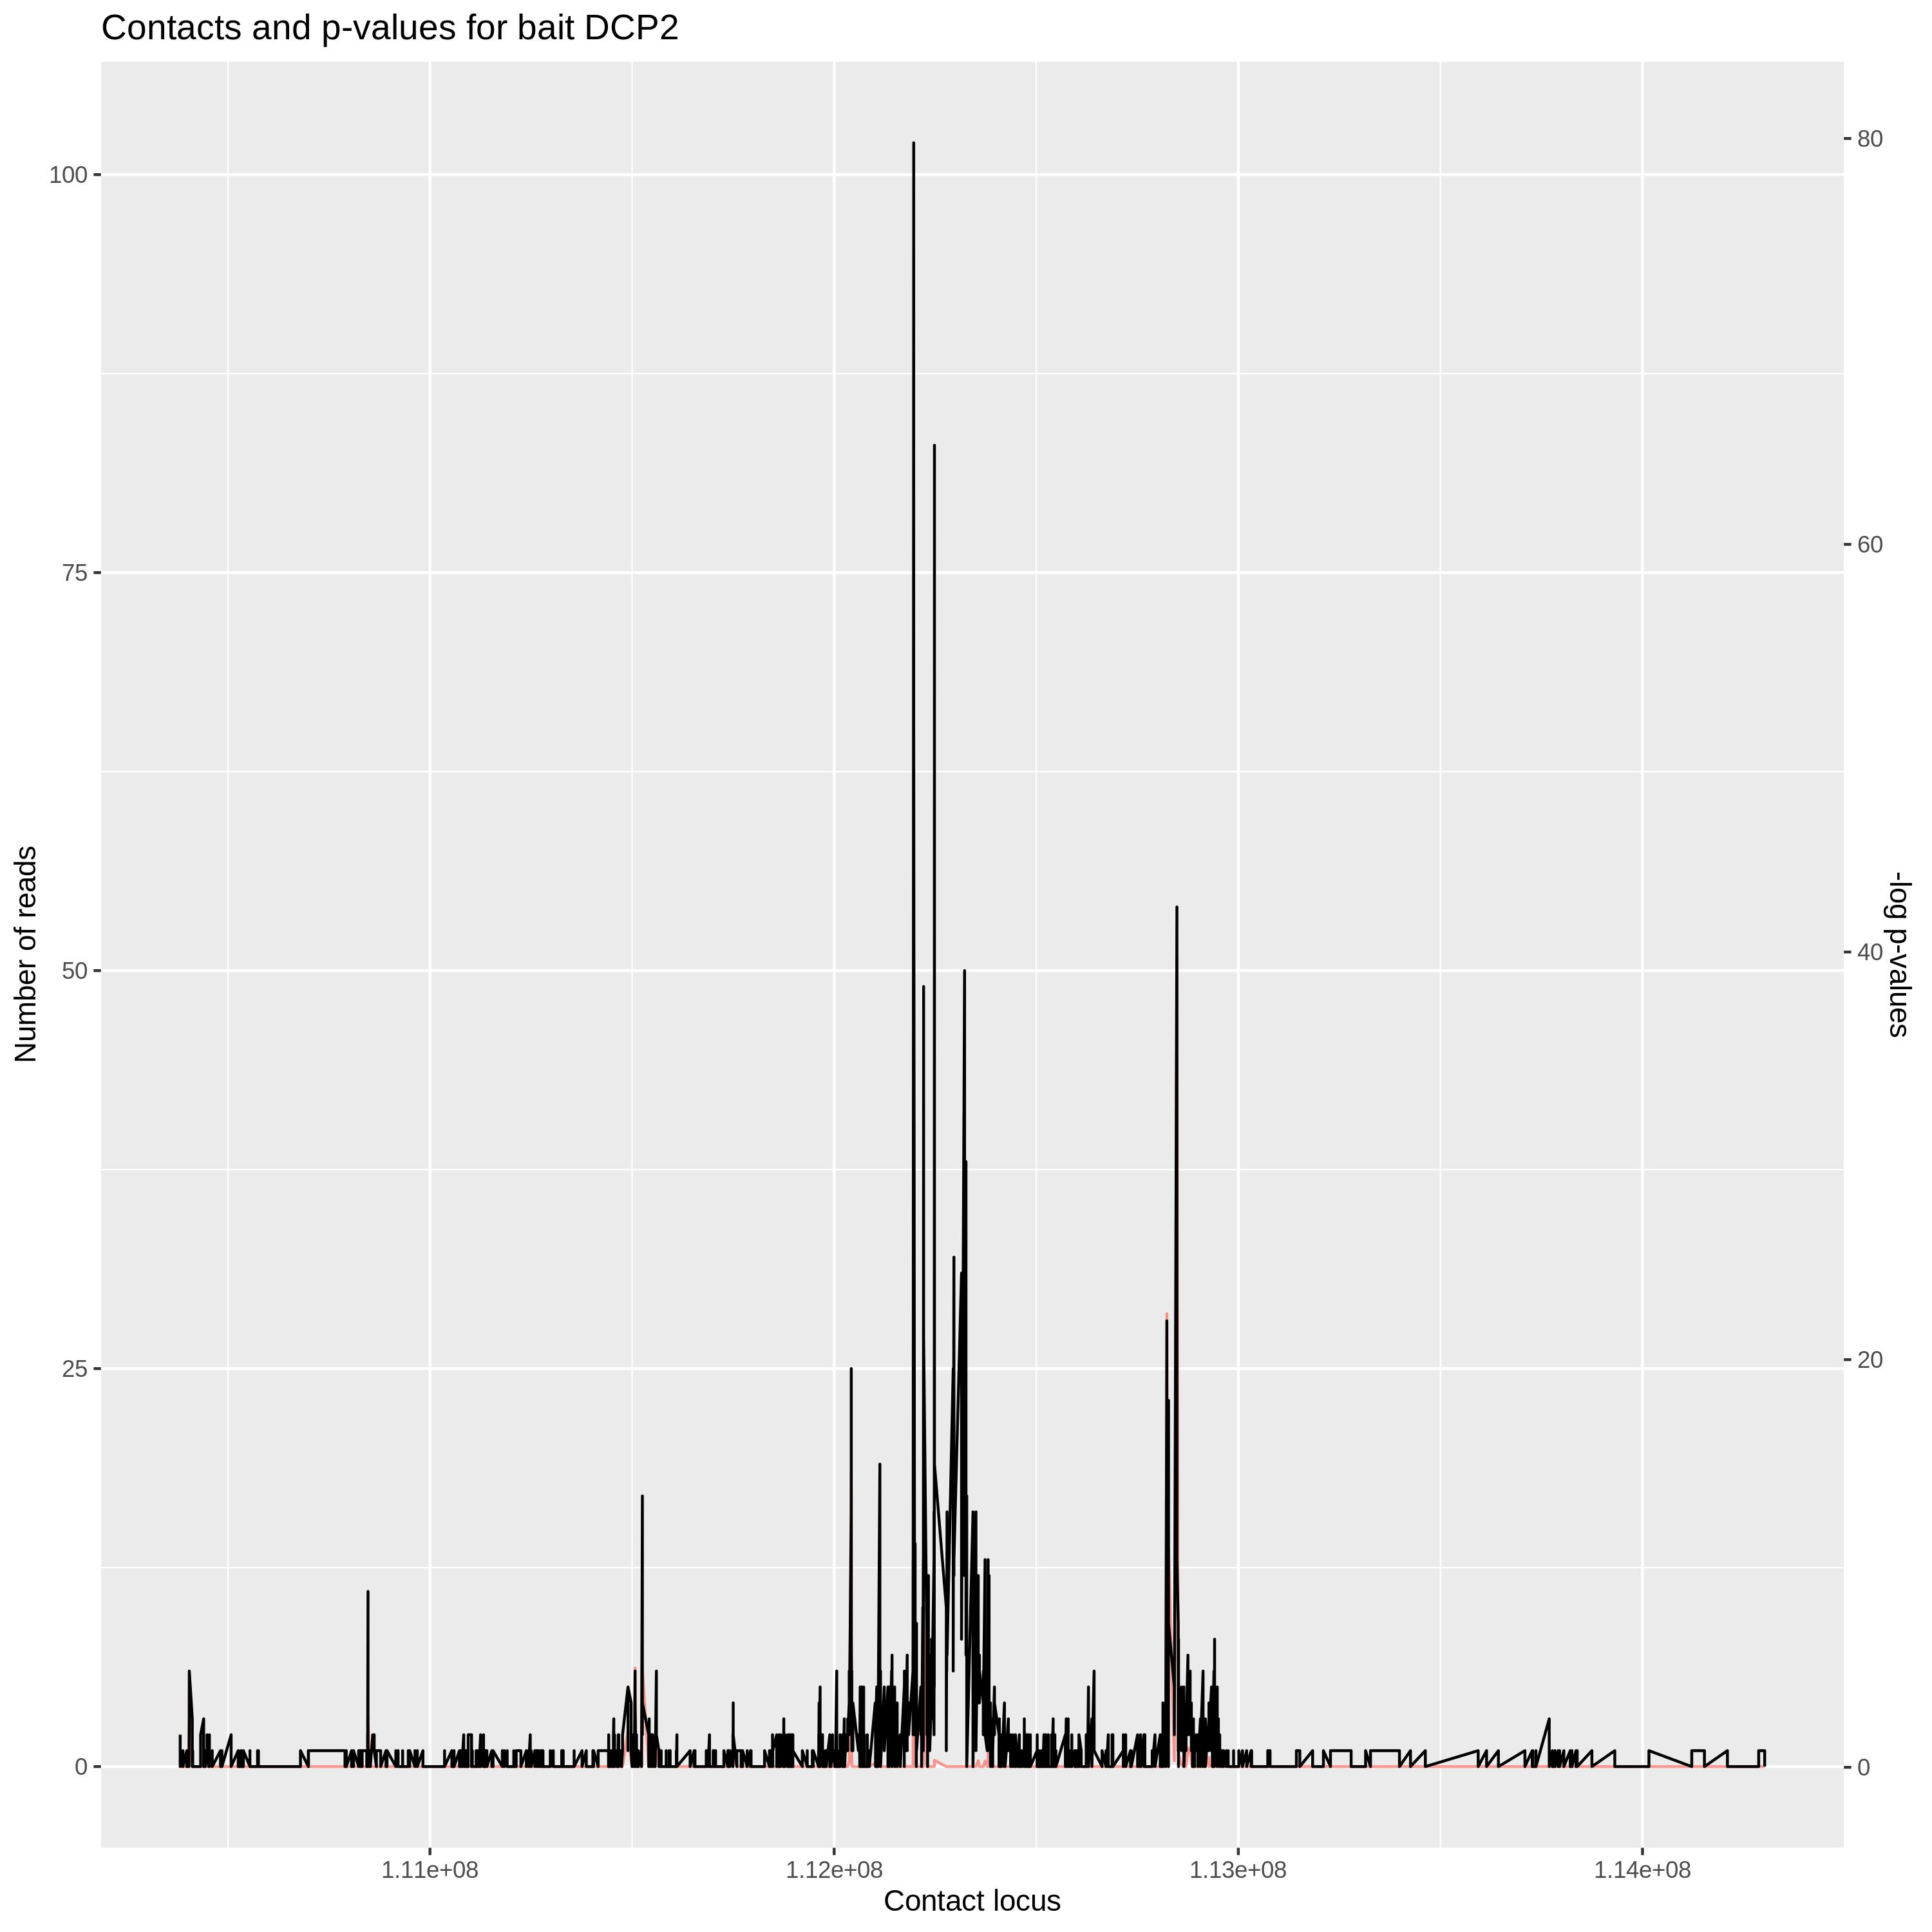 Contacts and p-values for bait DCP2
100
75
50
25
0
Number of reads
80
60
40
20
0
-log p-values
1.11e+08 1.12e+08 1.13e+08 1.14e+08
Contact locus